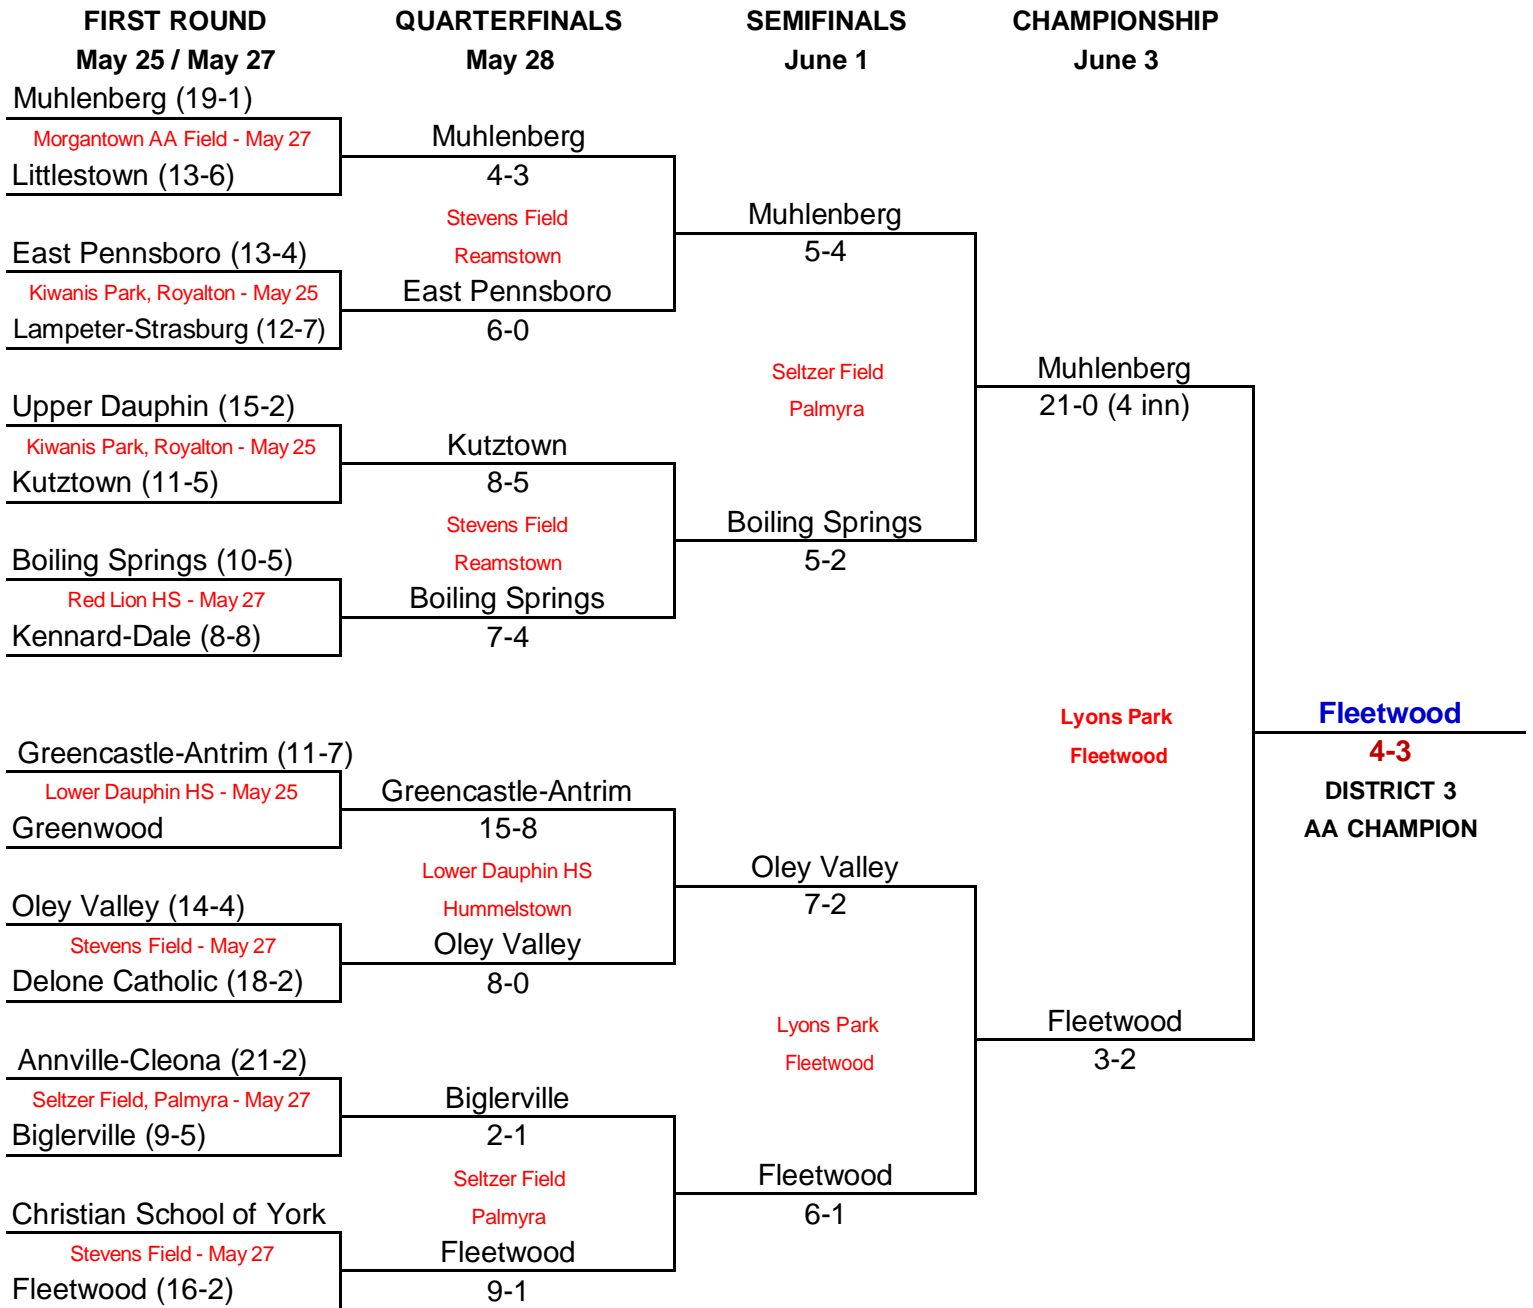 FIRST ROUND
May 25 / May 27
Muhlenberg (19-1)
Morgantown AA Field - May 27
Littlestown (13-6)
East Pennsboro (13-4)
Kiwanis Park, Royalton - May 25
Lampeter-Strasburg (12-7)
Upper Dauphin (15-2)
Kiwanis Park, Royalton - May 25
Kutztown (11-5)
Boiling Springs (10-5)
Red Lion HS - May 27
Kennard-Dale (8-8)
Greencastle-Antrim (11-7)
Lower Dauphin HS - May 25
Greenwood
Oley Valley (14-4)
Stevens Field - May 27
Delone Catholic (18-2)
Annville-Cleona (21-2)
Seltzer Field, Palmyra - May 27
Biglerville (9-5)
Christian School of York
Stevens Field - May 27
Fleetwood (16-2)
QUARTERFINALS
May 28
Muhlenberg
4-3
Stevens Field
Reamstown
East Pennsboro
6-0
Kutztown
8-5
Stevens Field
Reamstown
Boiling Springs
7-4
Greencastle-Antrim
15-8
Lower Dauphin HS
Hummelstown
Oley Valley
8-0
Biglerville
2-1
Seltzer Field
Palmyra
Fleetwood
9-1
SEMIFINALS
June 1
Muhlenberg
5-4
Seltzer Field
Palmyra
Boiling Springs
5-2
Oley Valley
7-2
Lyons Park
Fleetwood
Fleetwood
6-1
CHAMPIONSHIP
June 3
Muhlenberg
21-0 (4 inn)
Lyons Park
Fleetwood
Fleetwood
3-2
Fleetwood
4-3
DISTRICT 3
AA CHAMPION